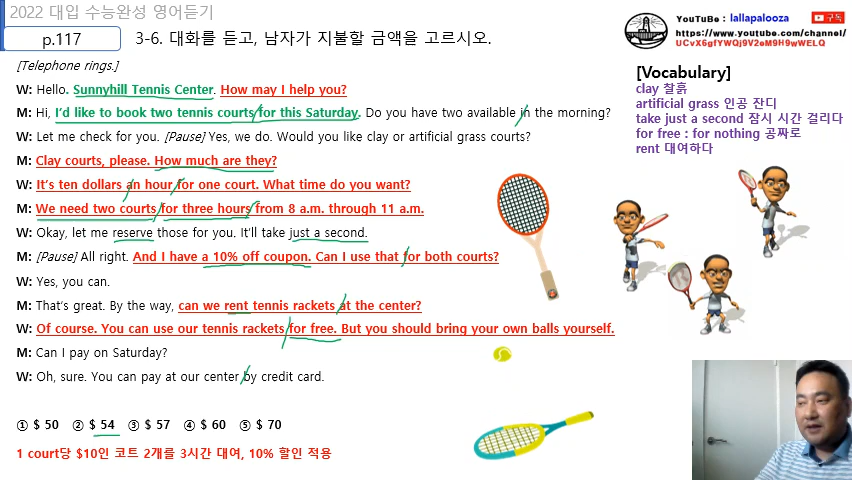 2022 대입 수능완성 영어듣기
p.117
3-6. 대화를 듣고, 남자가 지불할 금액을 고르시오.
YouTuBe : lallapalooza
구독
https://www.youtube.com/channel/
UCvX6gfYWQj9V2eM9H9wWELQ
[Telephone rings.]
W: Hello. Sunnyhill Tennis Center. How may I help you?
M: Hi, I'd like to book two tennis courts for this Saturday. Do you have two available in the morning?
W: Let me check for you. [Pause] Yes, we do. Would you like clay or artificial grass courts?
M: Clay courts, please. How much are they?
W: It's ten dollars an hour for one court. What time do you want?
M: We need two courts for three hours from 8 a.m. through 11 a.m.
W: Okay, let me reserve those for you. It'll take just a second.
M: [Pause] All right. And I have a 10% off coupon. Can I use that for both courts?
W: Yes, you can.
M: That's great. By the way, can we rent tennis rackets at the center?
W: Of course. You can use our tennis rackets for free. But you should bring your own balls yourself.
M: Can I pay on Saturday?
W: Oh, sure. You can pay at our center by credit card.
① $ 50 ② $ 54 ③ $ 57 ④ $ 60 ⑤ $ 70
1 court당 $10인 코트 2개를 3시간 대여, 10% 할인 적용
[Vocabulary]
clay 찰흙
artificial grass 인공 잔디
take just a second 잠시 시간 걸리다
for free : for nothing 공짜로
rent 대여하다